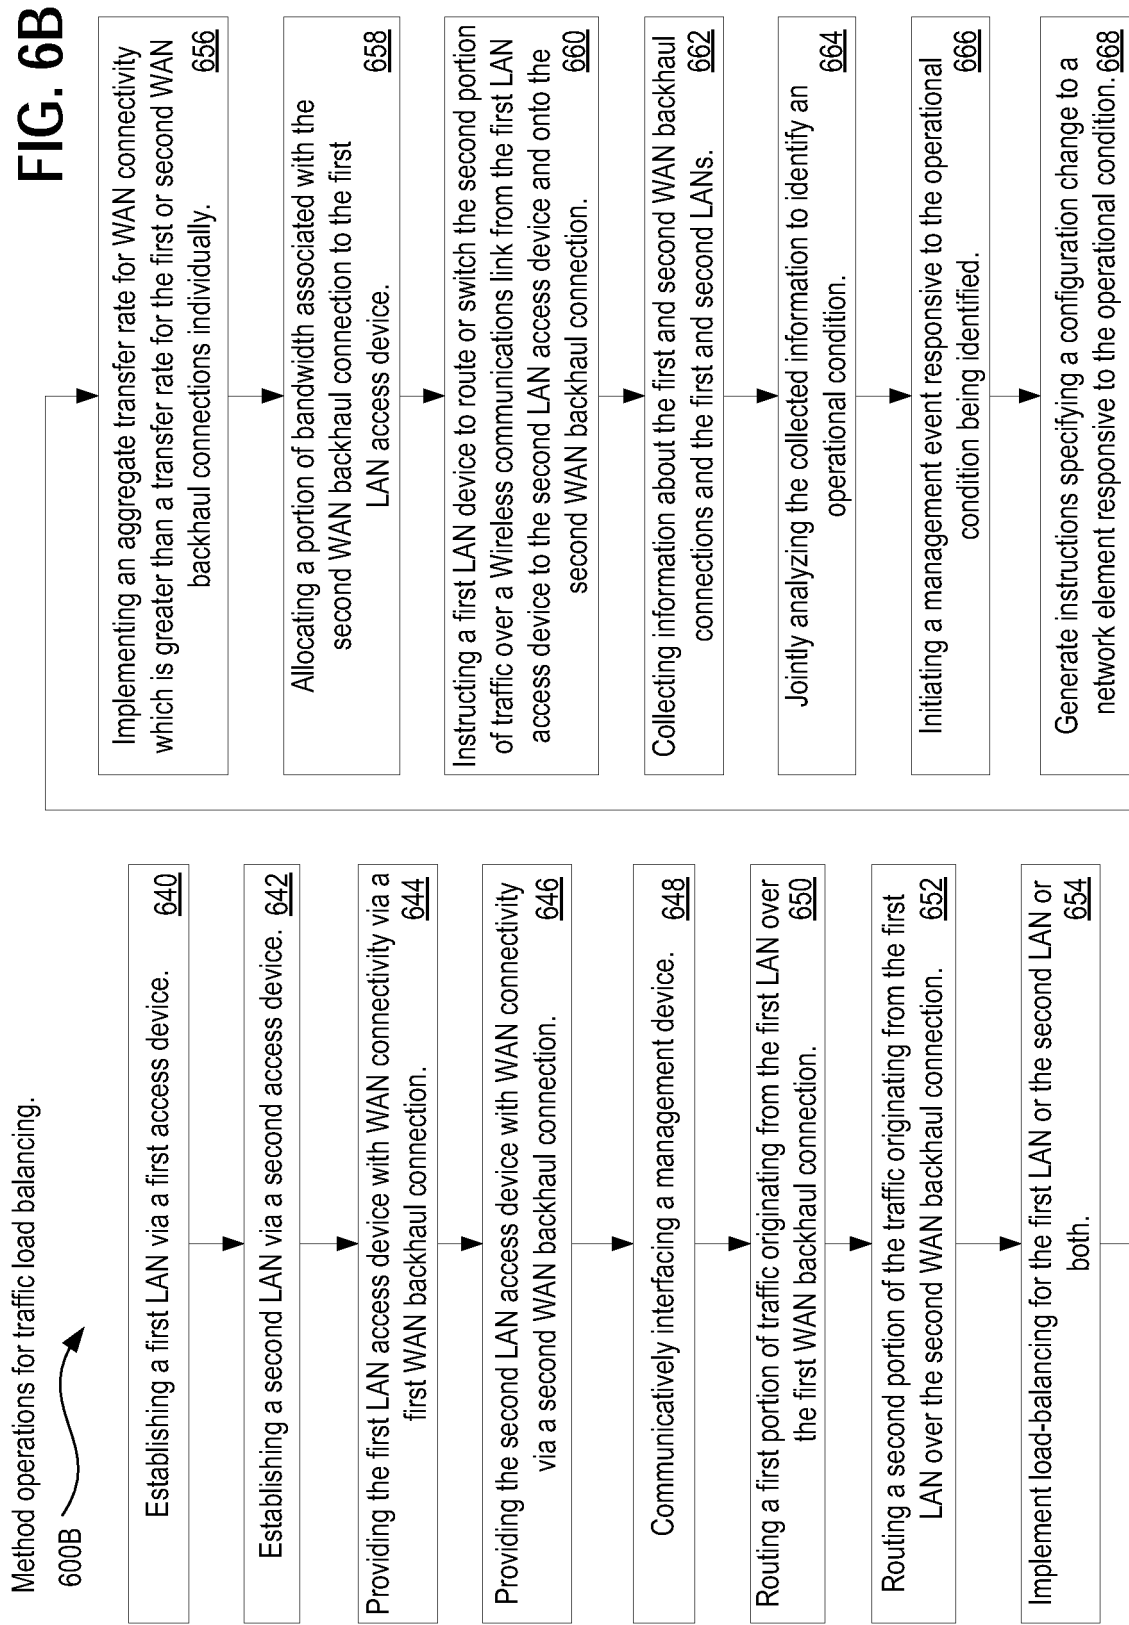 Method operations for traffic load balancing.
600B
FIG. 6B
Establishing a first LAN via a first access device.
640
Establishing a second LAN via a second access device. 642
Providing the first LAN access device with WAN connectivity via a
first WAN backhaul connection. 644
Providing the second LAN access device with WAN connectivity
via a second WAN backhaul connection. 646
Communicatively interfacing a management device. 648
Routing a first portion of traffic originating from the first LAN over
the first WAN backhaul connection. 650
Routing a second portion of the traffic originating from the first
LAN over the second WAN backhaul connection. 652
Implement load-balancing for the first LAN or the second LAN or
both. 654
Implementing an aggregate transfer rate for WAN connectivity
which is greater than a transfer rate for the first or second WAN
backhaul connections individually. 656
Allocating a portion of bandwidth associated with the
second WAN backhaul connection to the first
LAN access device. 658
Instructing a first LAN device to route or switch the second portion
of traffic over a Wireless communications link from the first LAN
access device to the second LAN access device and onto the
second WAN backhaul connection. 660
Collecting information about the first and second WAN backhaul
connections and the first and second LANs. 662
Jointly analyzing the collected information to identify an
operational condition. 664
Initiating a management event responsive to the operational
condition being identified. 666
Generate instructions specifying a configuration change to a
network element responsive to the operational condition. 668